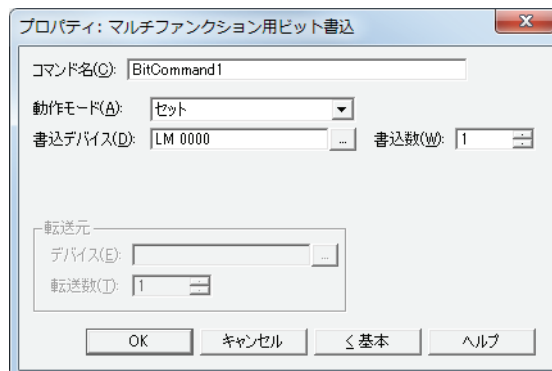 プロパティ: マルチファンクション用ビット書込
コマンド名(C): BitCommand1
動作モード(A): セット
書込デバイス(D): LM 0000 ... 書込数(W): 1
転送元
デバイス(E): ...
転送数(T): 1
OK キャンセル < 基本 ヘルプ